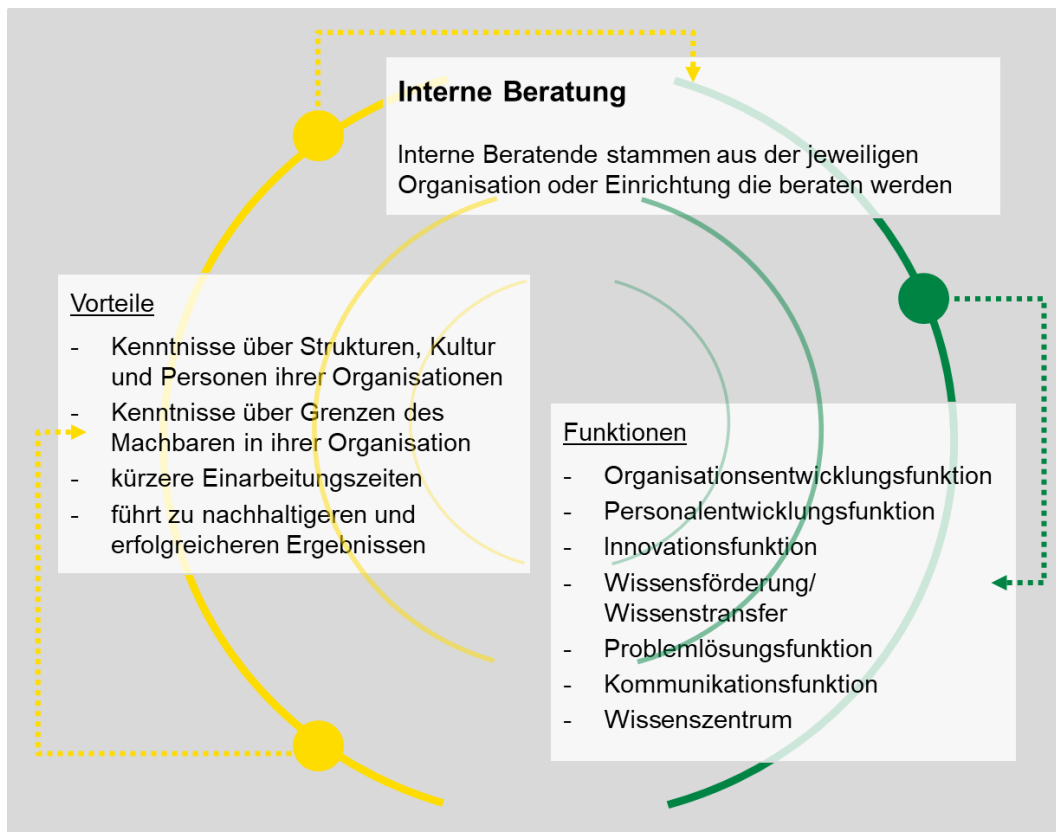 Interne Beratung
Interne Beratende stammen aus der jeweiligen
Organisation oder Einrichtung die beraten werden
Vorteile
- Kenntnisse über Strukturen, Kultur
und Personen ihrer Organisationen
- Kenntnisse über Grenzen des
Machbaren in ihrer Organisation
- kürzere Einarbeitungszeiten
- führt zu nachhaltigeren und
erfolgreicheren Ergebnissen
Funktionen
- Organisationsentwicklungsfunktion
- Personalentwicklungsfunktion
- Innovationsfunktion
- Wissensförderung/
Wissenstransfer
- Problemlösungsfunktion
- Kommunikationsfunktion
- Wissenszentrum